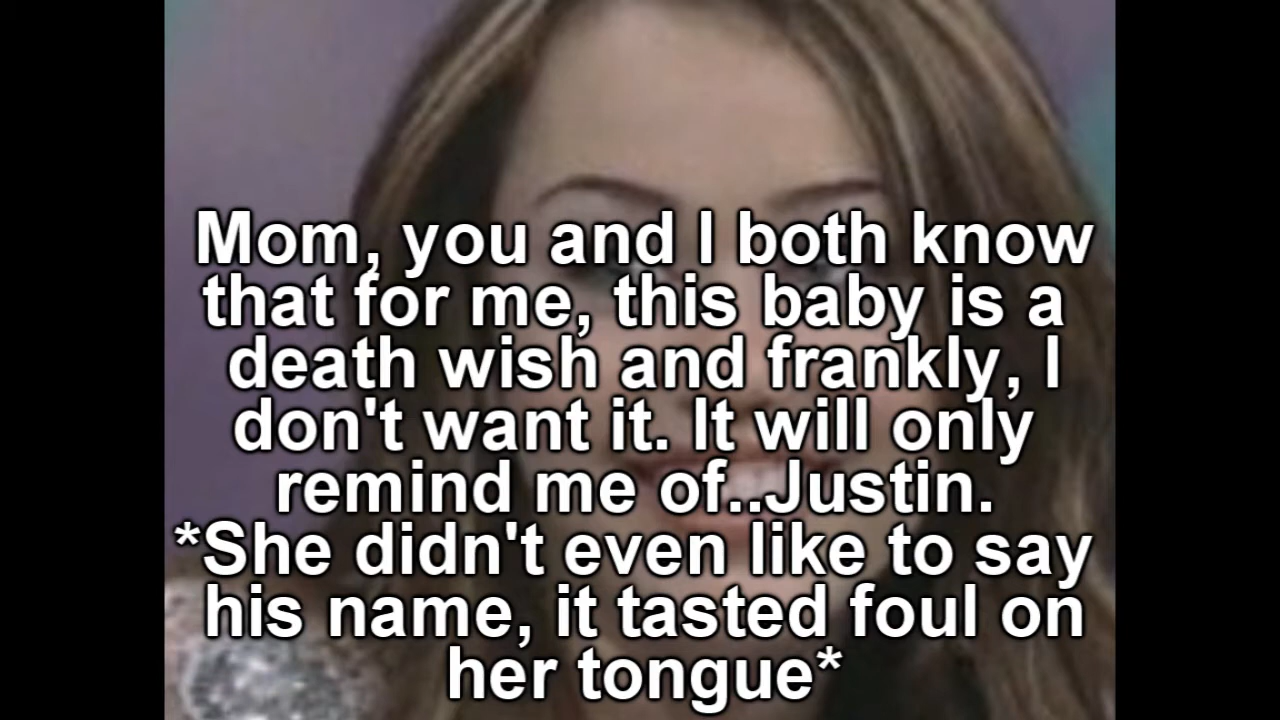 Mom, you and I both know
that for me, this baby is a
death wish and frankly, I
don't want it. It will only
remind me of..Justin.
*She didn't even like to say
his name, it tasted foul on
her tongue*